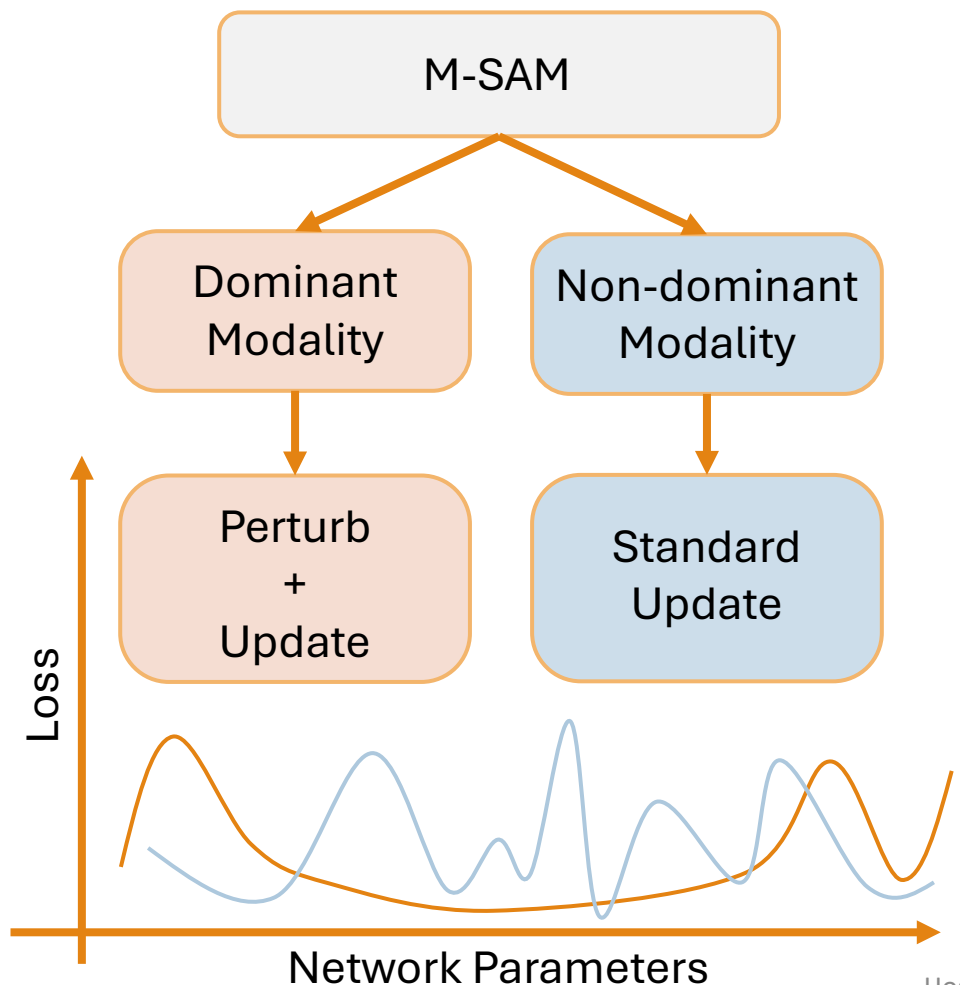 M-SAM
Dominant
Modality
Non-dominant
Modality
Perturb
+
Update
Standard
Update
Loss
Network Parameters